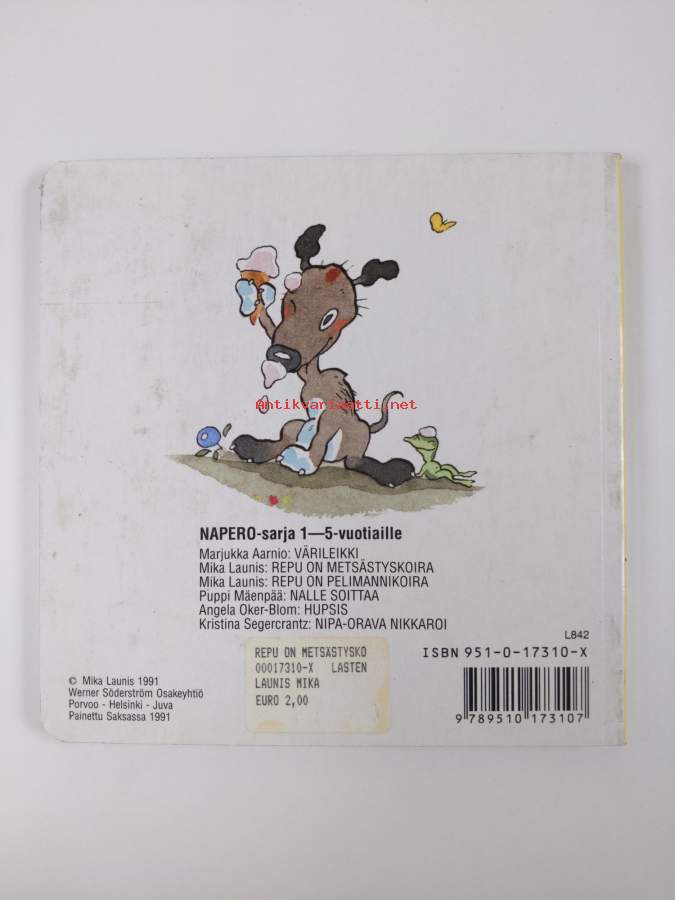 Antikvariaatti.net
NAPERO-sarja 1—5-vuotiaille
Marjukka Aarnio: VÄRILEIKKI
Mika Launis: REPU ON METSÄSTYSKOIRA
Mika Launis: REPU ON PELIMANNIKOIRA
Puppi Mäenpää: NALLE SOITTAA
Angela Oker-Blom: HUPSIS
Kristina Segercrantz: NIPA-ORAVA NIKKAROI
L842
ISBN 951-0-17310-X
REPU ON METSÄSTYSKO
00017310-X LASTEN
LAUNIS MIKA
EURO 2,00
© Mika Launis 1991
Werner Söderström Osakeyhtiö
Porvoo - Helsinki - Juva
Painettu Saksassa 1991
9 789510 173107